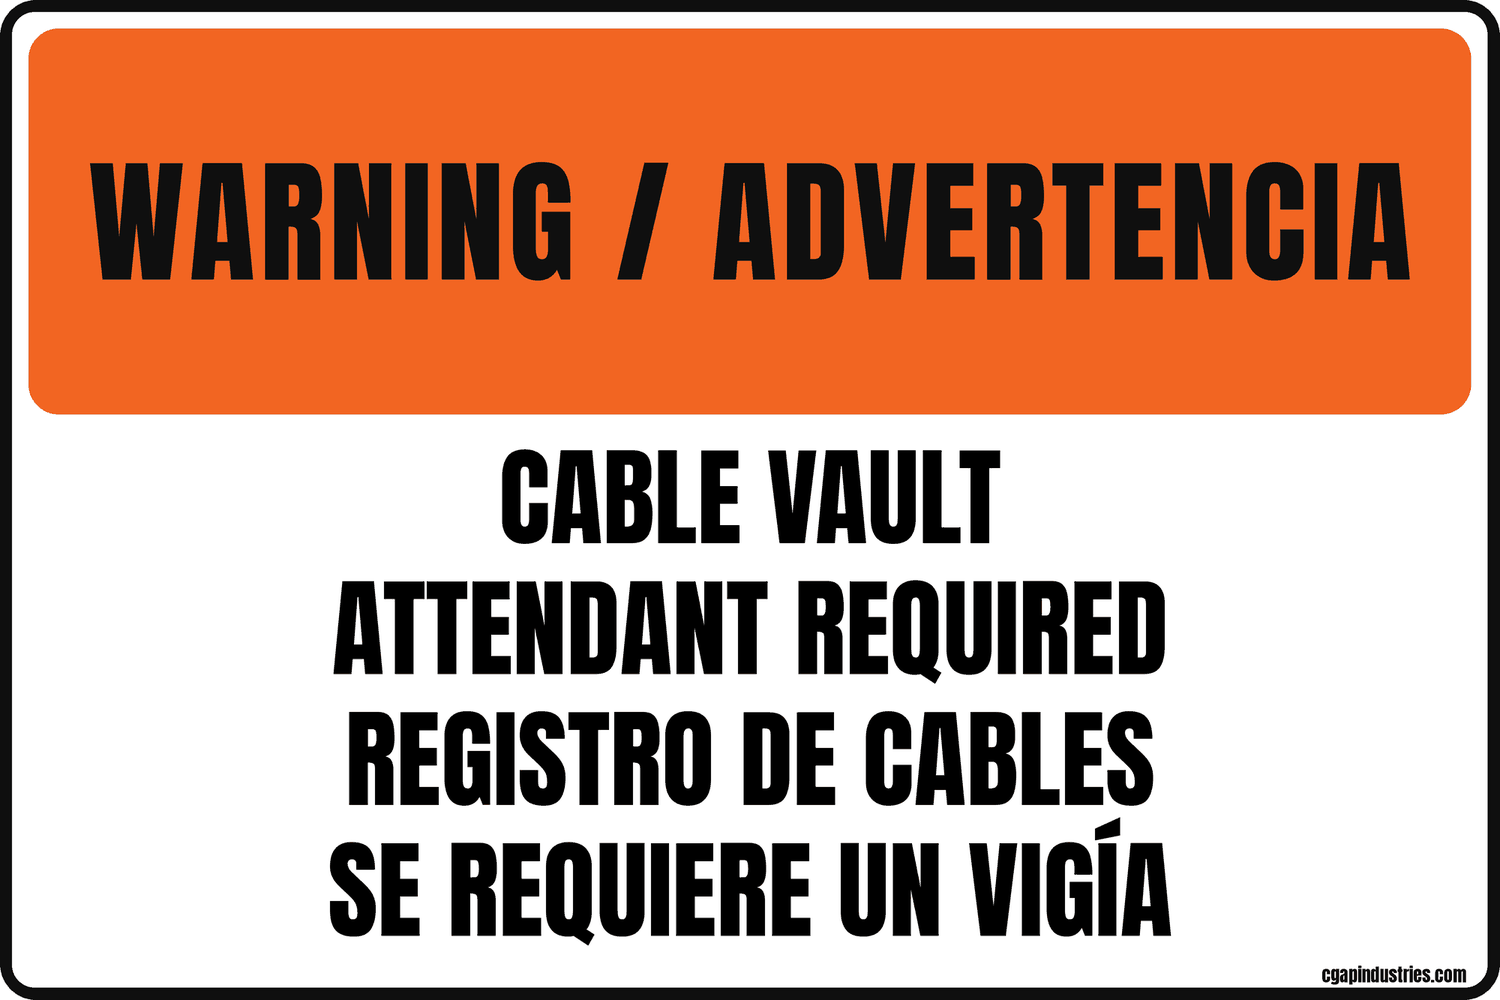 WARNING / ADVERTENCIA
CABLE VAULT
ATTENDANT REQUIRED
REGISTRO DE CABLES
SE REQUIERE UN VIGÍA
cgapindustries.com